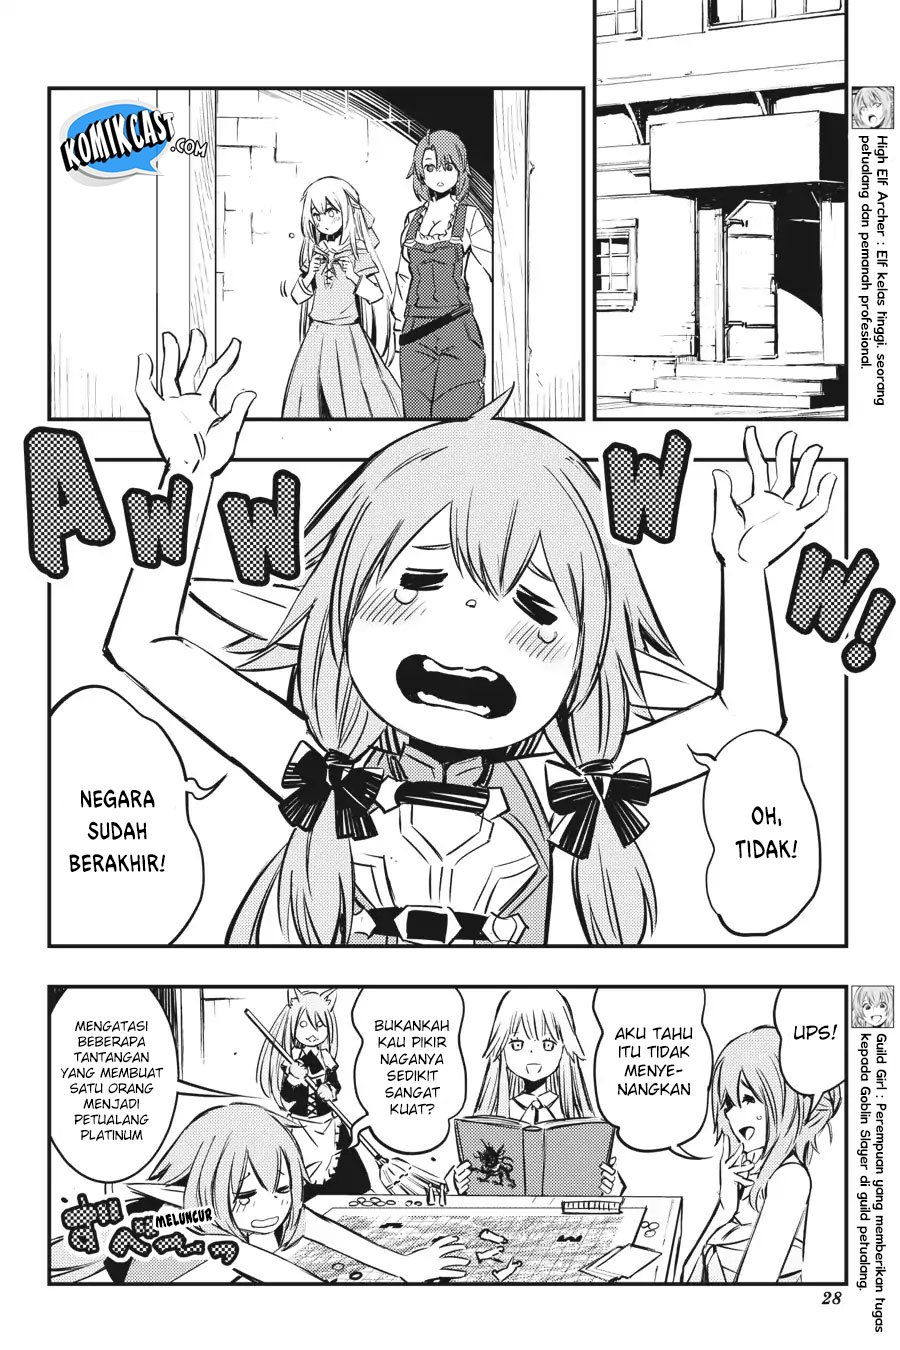 KOMIKCAST
.COM
High Elf Archer : Elf kelas tinggi. seorang
petualang dan pemanah profesional.
AWWWW!
OH,
TIDAK!
NEGARA
SUDAH
BERAKHIR!
UPS!
AKU TAHU
ITU TIDAK
MENYE-
NANGKAN
BUKANKAH
KAU PIKIR
NAGANYA
SEDIKIT
SANGAT
KUAT?
MENGATASI
BEBERAPA
TANTANGAN
YANG MEMBUAT
SATU ORANG
MENJADI
PETUALANG
PLATINUM
MELUNCUR
Guild Girl : Perempuan yang memberikan tugas
kepada Goblin Slayer di guild petualang.
28